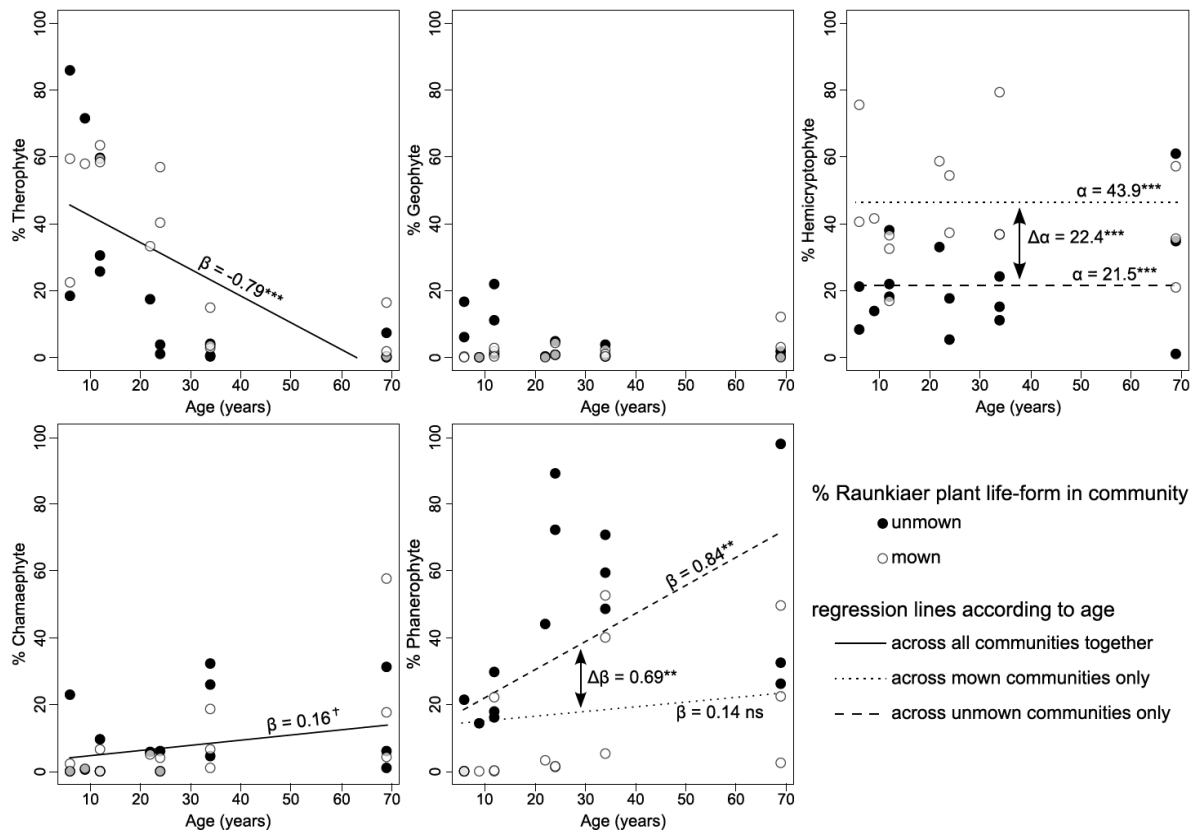 100
80
60
40
20
0
% Therophyte
β = -0.79***
10 20 30 40 50 60 70
Age (years)
100
80
60
40
20
0
% Geophyte
10 20 30 40 50 60 70
Age (years)
100
80
60
40
20
0
% Hemicryptophyte
α = 43.9***
Δα = 22.4***
α = 21.5***
10 20 30 40 50 60 70
Age (years)
100
80
60
40
20
0
% Chamaephyte
β = 0.16†
10 20 30 40 50 60 70
Age (years)
100
80
60
40
20
0
% Phanerophyte
β = 0.84**
Δβ = 0.69**
β = 0.14 ns
10 20 30 40 50 60 70
Age (years)
% Raunkiaer plant life-form in community
unmown
mown
regression lines according to age
across all communities together
across mown communities only
across unmown communities only